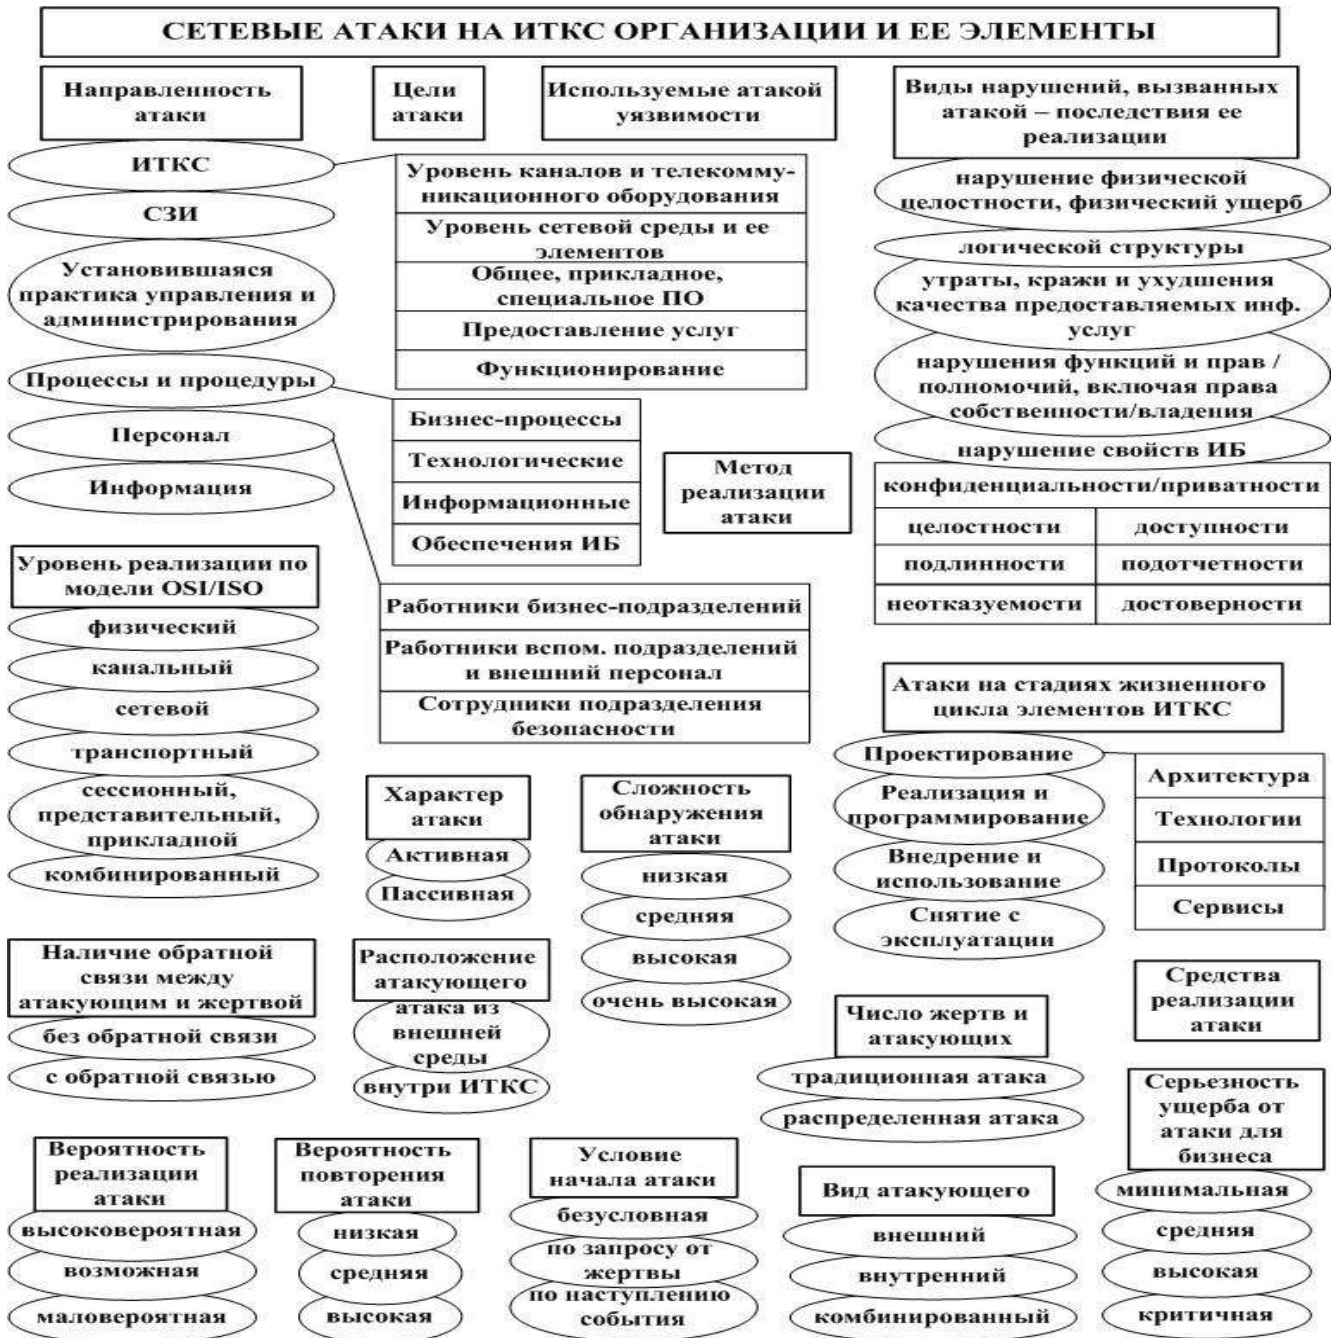 СЕТЕВЫЕ АТАКИ НА ИТКС ОРГАНИЗАЦИИ И ЕЕ ЭЛЕМЕНТЫ
Направленность
атаки
ИТКС
СЗИ
Установившаяся
практика управления и
администрирования
Процессы и процедуры
Персонал
Информация
Цели
атаки
Используемые атакой
уязвимости
Уровень каналов и телекомму-
никационного оборудования
Уровень сетевой среды и ее
элементов
Общее, прикладное,
специальное ПО
Предоставление услуг
Функционирование
Бизнес-процессы
Технологические
Информационные
Обеспечения ИБ
Метод
реализации
атаки
Работники бизнес-подразделений
Работники вспом. подразделений
и внешний персонал
Сотрудники подразделения
безопасности
Виды нарушений, вызванных
атакой – последствия ее
реализации
нарушение физической
целостности, физический ущерб
логической структуры
утраты, кражи и ухудшения
качества предоставляемых инф.
услуг
нарушения функций и прав /
полномочий, включая права
собственности/владения
нарушение свойств ИБ
конфиденциальности/приватности
целостности доступности
подлинности подотчетности
неотказуемости достоверности
Уровень реализации по
модели OSI/ISO
физический
канальный
сетевой
транспортный
сессионный,
представительный,
прикладной
комбинированный
Характер
атаки
Активная
Пассивная
Сложность
обнаружения
атаки
низкая
средняя
высокая
очень высокая
Атаки на стадиях жизненного
цикла элементов ИТКС
Проектирование
Реализация и
программирование
Внедрение и
использование
Снятие с
эксплуатации
Архитектура
Технологии
Протоколы
Сервисы
Наличие обратной
связи между
атакующим и жертвой
без обратной связи
с обратной связью
Расположение
атакующего
атака из
внешней
среды
внутри ИТКС
Число жертв и
атакующих
традиционная атака
распределенная атака
Средства
реализации
атаки
Серьезность
ущерба от
атаки для
бизнеса
минимальная
средняя
высокая
критичная
Вероятность
реализации
атаки
высоковероятная
возможная
маловероятная
Вероятность
повторения
атаки
низкая
средняя
высокая
Условие
начала атаки
безусловная
по запросу от
жертвы
по наступлению
события
Вид атакующего
внешний
внутренний
комбинированный